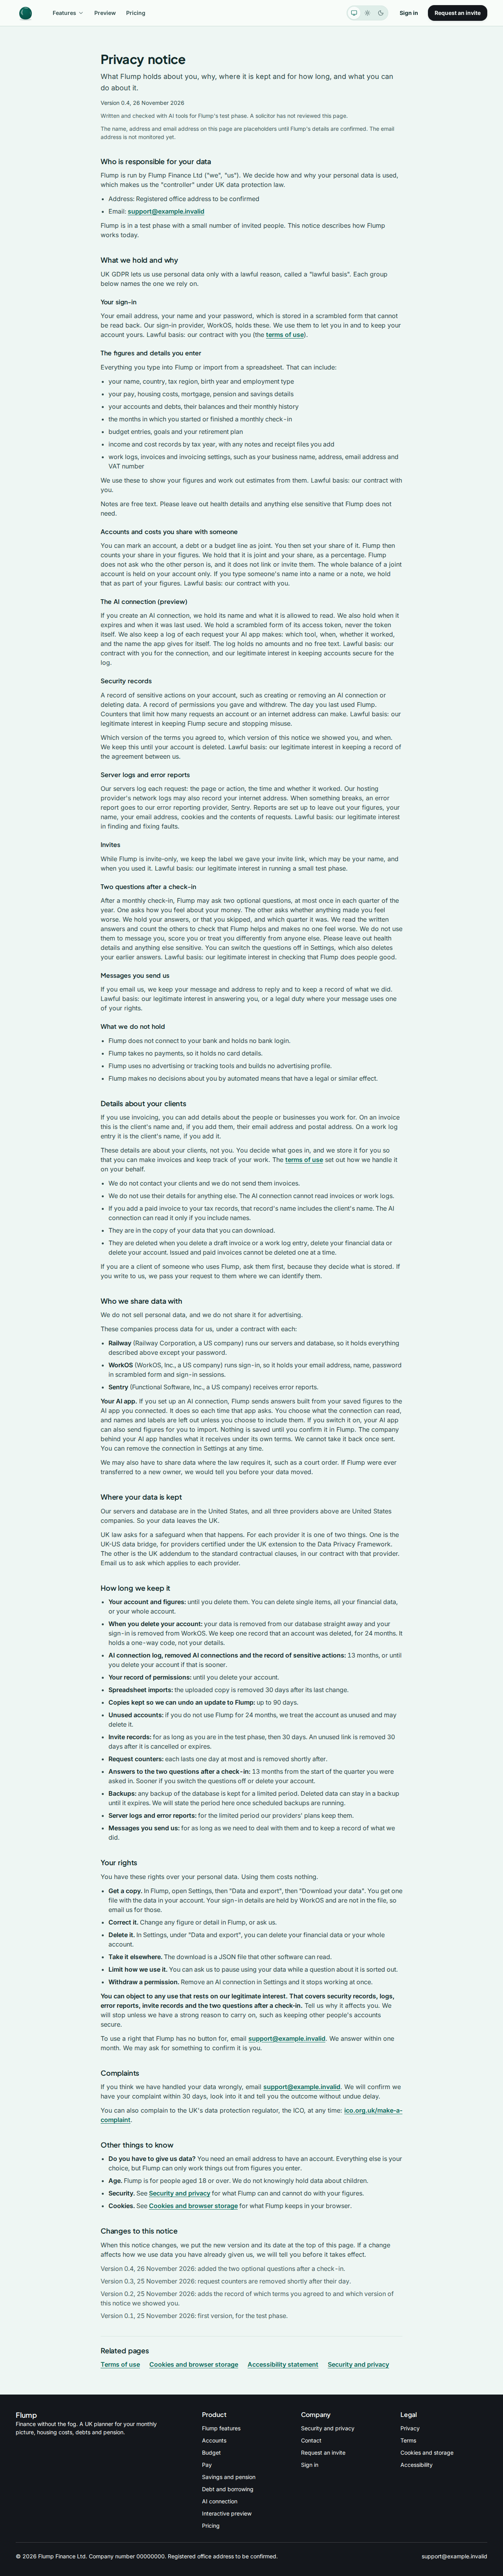 Features
Preview
Pricing
Sign in
Request an invite
Privacy notice
What Flump holds about you, why, where it is kept and for how long, and what you can
do about it.
Version 0.4, 26 November 2026
Written and checked with AI tools for Flump's test phase. A solicitor has not reviewed this page.
The name, address and email address on this page are placeholders until Flump's details are confirmed. The email
address is not monitored yet.
Who is responsible for your data
Flump is run by Flump Finance Ltd ("we", "us"). We decide how and why your personal data is used,
which makes us the "controller" under UK data protection law.
Address: Registered office address to be confirmed
Email: support@example.invalid
Flump is in a test phase with a small number of invited people. This notice describes how Flump
works today.
What we hold and why
UK GDPR lets us use personal data only with a lawful reason, called a "lawful basis". Each group
below names the one we rely on.
Your sign-in
Your email address, your name and your password, which is stored in a scrambled form that cannot
be read back. Our sign-in provider, WorkOS, holds these. We use them to let you in and to keep your
account yours. Lawful basis: our contract with you (the terms of use).
The figures and details you enter
Everything you type into Flump or import from a spreadsheet. That can include:
your name, country, tax region, birth year and employment type
your pay, housing costs, mortgage, pension and savings details
your accounts and debts, their balances and their monthly history
the months in which you started or finished a monthly check-in
budget entries, goals and your retirement plan
income and cost records by tax year, with any notes and receipt files you add
work logs, invoices and invoicing settings, such as your business name, address, email address and
VAT number
We use these to show your figures and work out estimates from them. Lawful basis: our contract with
you.
Notes are free text. Please leave out health details and anything else sensitive that Flump does not
need.
Accounts and costs you share with someone
You can mark an account, a debt or a budget line as joint. You then set your share of it. Flump then
counts your share in your figures. We hold that it is joint and your share, as a percentage. Flump
does not ask who the other person is, and it does not link or invite them. The whole balance of a joint
account is held on your account only. If you type someone's name into a name or a note, we hold
that as part of your figures. Lawful basis: our contract with you.
The AI connection (preview)
If you create an AI connection, we hold its name and what it is allowed to read. We also hold when it
expires and when it was last used. We hold a scrambled form of its access token, never the token
itself. We also keep a log of each request your AI app makes: which tool, when, whether it worked,
and the name the app gives for itself. The log holds no amounts and no free text. Lawful basis: our
contract with you for the connection, and our legitimate interest in keeping accounts secure for the
log.
Security records
A record of sensitive actions on your account, such as creating or removing an AI connection or
deleting data. A record of permissions you gave and withdrew. The day you last used Flump.
Counters that limit how many requests an account or an internet address can make. Lawful basis: our
legitimate interest in keeping Flump secure and stopping misuse.
Which version of the terms you agreed to, which version of this notice we showed you, and when.
We keep this until your account is deleted. Lawful basis: our legitimate interest in keeping a record of
the agreement between us.
Server logs and error reports
Our servers log each request: the page or action, the time and whether it worked. Our hosting
provider's network logs may also record your internet address. When something breaks, an error
report goes to our error reporting provider, Sentry. Reports are set up to leave out your figures, your
name, your email address, cookies and the contents of requests. Lawful basis: our legitimate interest
in finding and fixing faults.
Invites
While Flump is invite-only, we keep the label we gave your invite link, which may be your name, and
when you used it. Lawful basis: our legitimate interest in running a small test phase.
Two questions after a check-in
After a monthly check-in, Flump may ask two optional questions, at most once in each quarter of the
year. One asks how you feel about your money. The other asks whether anything made you feel
worse. We hold your answers, or that you skipped, and which quarter it was. We read the written
answers and count the others to check that Flump helps and makes no one feel worse. We do not use
them to message you, score you or treat you differently from anyone else. Please leave out health
details and anything else sensitive. You can switch the questions off in Settings, which also deletes
your earlier answers. Lawful basis: our legitimate interest in checking that Flump does people good.
Messages you send us
If you email us, we keep your message and address to reply and to keep a record of what we did.
Lawful basis: our legitimate interest in answering you, or a legal duty where your message uses one
of your rights.
What we do not hold
Flump does not connect to your bank and holds no bank login.
Flump takes no payments, so it holds no card details.
Flump uses no advertising or tracking tools and builds no advertising profile.
Flump makes no decisions about you by automated means that have a legal or similar effect.
Details about your clients
If you use invoicing, you can add details about the people or businesses you work for. On an invoice
this is the client's name and, if you add them, their email address and postal address. On a work log
entry it is the client's name, if you add it.
These details are about your clients, not you. You decide what goes in, and we store it for you so
that you can make invoices and keep track of your work. The terms of use set out how we handle it
on your behalf.
We do not contact your clients and we do not send them invoices.
We do not use their details for anything else. The AI connection cannot read invoices or work logs.
If you add a paid invoice to your tax records, that record's name includes the client's name. The AI
connection can read it only if you include names.
They are in the copy of your data that you can download.
They are deleted when you delete a draft invoice or a work log entry, delete your financial data or
delete your account. Issued and paid invoices cannot be deleted one at a time.
If you are a client of someone who uses Flump, ask them first, because they decide what is stored. If
you write to us, we pass your request to them where we can identify them.
Who we share data with
We do not sell personal data, and we do not share it for advertising.
These companies process data for us, under a contract with each:
Railway (Railway Corporation, a US company) runs our servers and database, so it holds everything
described above except your password.
WorkOS (WorkOS, Inc., a US company) runs sign-in, so it holds your email address, name, password
in scrambled form and sign-in sessions.
Sentry (Functional Software, Inc., a US company) receives error reports.
Your AI app. If you set up an AI connection, Flump sends answers built from your saved figures to the
AI app you connected. It does so each time that app asks. You choose what the connection can read,
and names and labels are left out unless you choose to include them. If you switch it on, your AI app
can also send figures for you to import. Nothing is saved until you confirm it in Flump. The company
behind your AI app handles what it receives under its own terms. We cannot take it back once sent.
You can remove the connection in Settings at any time.
We may also have to share data where the law requires it, such as a court order. If Flump were ever
transferred to a new owner, we would tell you before your data moved.
Where your data is kept
Our servers and database are in the United States, and all three providers above are United States
companies. So your data leaves the UK.
UK law asks for a safeguard when that happens. For each provider it is one of two things. One is the
UK-US data bridge, for providers certified under the UK extension to the Data Privacy Framework.
The other is the UK addendum to the standard contractual clauses, in our contract with that provider.
Email us to ask which applies to each provider.
How long we keep it
Your account and figures: until you delete them. You can delete single items, all your financial data,
or your whole account.
When you delete your account: your data is removed from our database straight away and your
sign-in is removed from WorkOS. We keep one record that an account was deleted, for 24 months. It
holds a one-way code, not your details.
AI connection log, removed AI connections and the record of sensitive actions: 13 months, or until
you delete your account if that is sooner.
Your record of permissions: until you delete your account.
Spreadsheet imports: the uploaded copy is removed 30 days after its last change.
Copies kept so we can undo an update to Flump: up to 90 days.
Unused accounts: if you do not use Flump for 24 months, we treat the account as unused and may
delete it.
Invite records: for as long as you are in the test phase, then 30 days. An unused link is removed 30
days after it is cancelled or expires.
Request counters: each lasts one day at most and is removed shortly after.
Answers to the two questions after a check-in: 13 months from the start of the quarter you were
asked in. Sooner if you switch the questions off or delete your account.
Backups: any backup of the database is kept for a limited period. Deleted data can stay in a backup
until it expires. We will state the period here once scheduled backups are running.
Server logs and error reports: for the limited period our providers' plans keep them.
Messages you send us: for as long as we need to deal with them and to keep a record of what we
did.
Your rights
You have these rights over your personal data. Using them costs nothing.
Get a copy. In Flump, open Settings, then "Data and export", then "Download your data". You get one
file with the data in your account. Your sign-in details are held by WorkOS and are not in the file, so
email us for those.
Correct it. Change any figure or detail in Flump, or ask us.
Delete it. In Settings, under "Data and export", you can delete your financial data or your whole
account.
Take it elsewhere. The download is a JSON file that other software can read.
Limit how we use it. You can ask us to pause using your data while a question about it is sorted out.
Withdraw a permission. Remove an AI connection in Settings and it stops working at once.
You can object to any use that rests on our legitimate interest. That covers security records, logs,
error reports, invite records and the two questions after a check-in. Tell us why it affects you. We
will stop unless we have a strong reason to carry on, such as keeping other people's accounts
secure.
To use a right that Flump has no button for, email support@example.invalid. We answer within one
month. We may ask for something to confirm it is you.
Complaints
If you think we have handled your data wrongly, email support@example.invalid. We will confirm we
have your complaint within 30 days, look into it and tell you the outcome without undue delay.
You can also complain to the UK's data protection regulator, the ICO, at any time: ico.org.uk/make-a-
complaint.
Other things to know
Do you have to give us data? You need an email address to have an account. Everything else is your
choice, but Flump can only work things out from figures you enter.
Age. Flump is for people aged 18 or over. We do not knowingly hold data about children.
Security. See Security and privacy for what Flump can and cannot do with your figures.
Cookies. See Cookies and browser storage for what Flump keeps in your browser.
Changes to this notice
When this notice changes, we put the new version and its date at the top of this page. If a change
affects how we use data you have already given us, we will tell you before it takes effect.
Version 0.4, 26 November 2026: added the two optional questions after a check-in.
Version 0.3, 25 November 2026: request counters are removed shortly after their day.
Version 0.2, 25 November 2026: adds the record of which terms you agreed to and which version of
this notice we showed you.
Version 0.1, 25 November 2026: first version, for the test phase.
Related pages
Terms of use
Cookies and browser storage
Accessibility statement
Security and privacy
Flump
Finance without the fog. A UK planner for your monthly
picture, housing costs, debts and pension.
Product
Flump features
Accounts
Budget
Pay
Savings and pension
Debt and borrowing
AI connection
Interactive preview
Pricing
Company
Security and privacy
Contact
Request an invite
Sign in
Legal
Privacy
Terms
Cookies and storage
Accessibility
© 2026 Flump Finance Ltd. Company number 00000000. Registered office address to be confirmed.
support@example.invalid